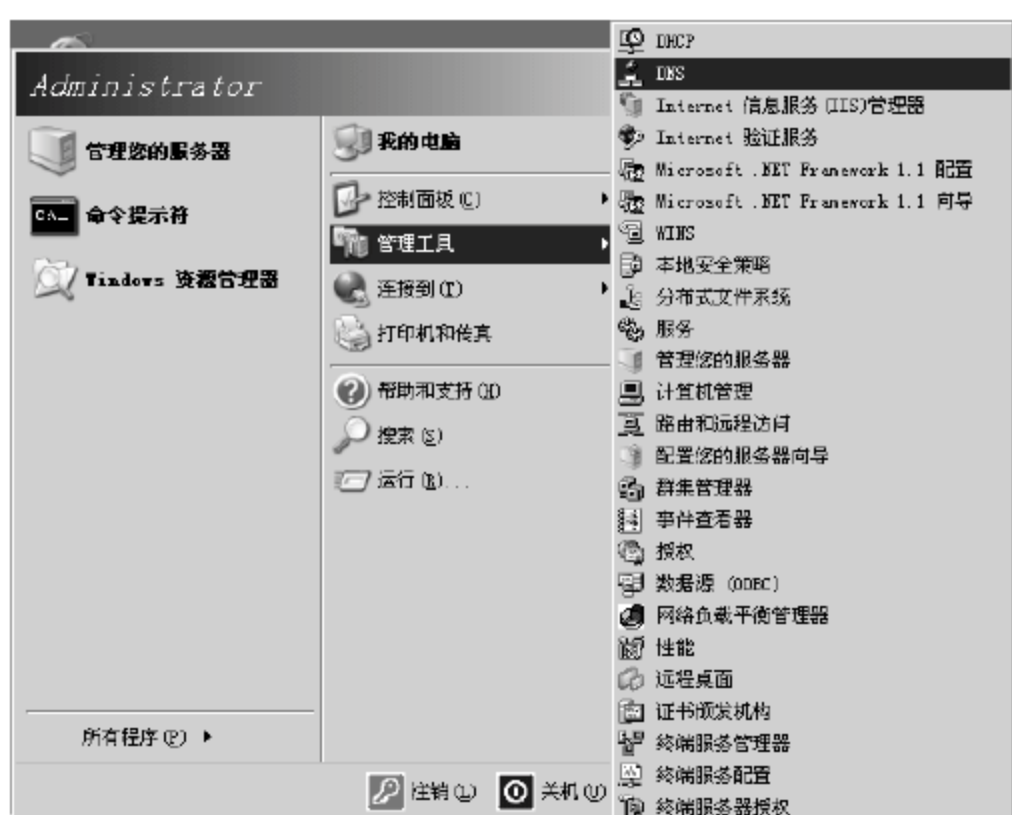 Administrator
管理您的服务器
命令提示符
Windows 资源管理器
所有程序(P)
我的电脑
控制面板(C)
管理工具
连接到(T)
打印机和传真
帮助和支持(H)
搜索(S)
运行(R)...
注销(L)
关机(U)
DHCP
DNS
Internet 信息服务(IIS)管理器
Internet 验证服务
Microsoft .NET Framework 1.1 配置
Microsoft .NET Framework 1.1 向导
WINS
本地安全策略
分布式文件系统
服务
管理您的服务器
计算机管理
路由和远程访问
配置您的服务器向导
群集管理器
事件查看器
授权
数据源 (ODBC)
网络负载平衡管理器
性能
远程桌面
证书颁发机构
终端服务管理器
终端服务配置
终端服务器授权